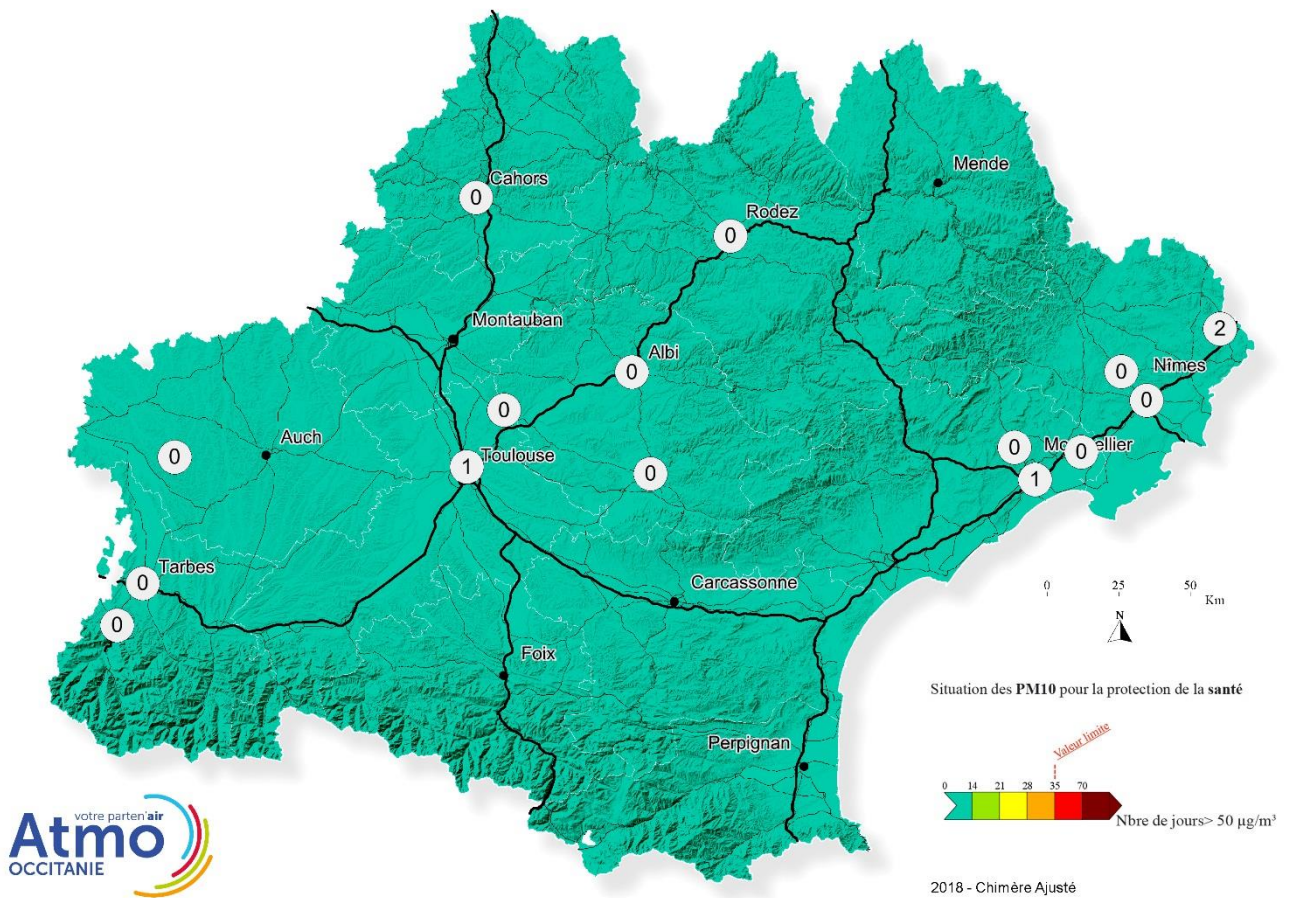 Cahors
0
Mende
Rodez
0
2
Montauban
Albi
0
Nîmes
0
0
0
Auch
0
Toulouse
1
0
0
0
1
Tarbes
0
Carcassonne
0
0 25 50
Km
N
Foix
Situation des PM10 pour la protection de la santé
Perpignan
Valeur limite
0 14 21 28 35 70
Nbre de jours> 50 µg/m³
votre parten'air
Atmo
OCCITANIE
2018 - Chimère Ajusté